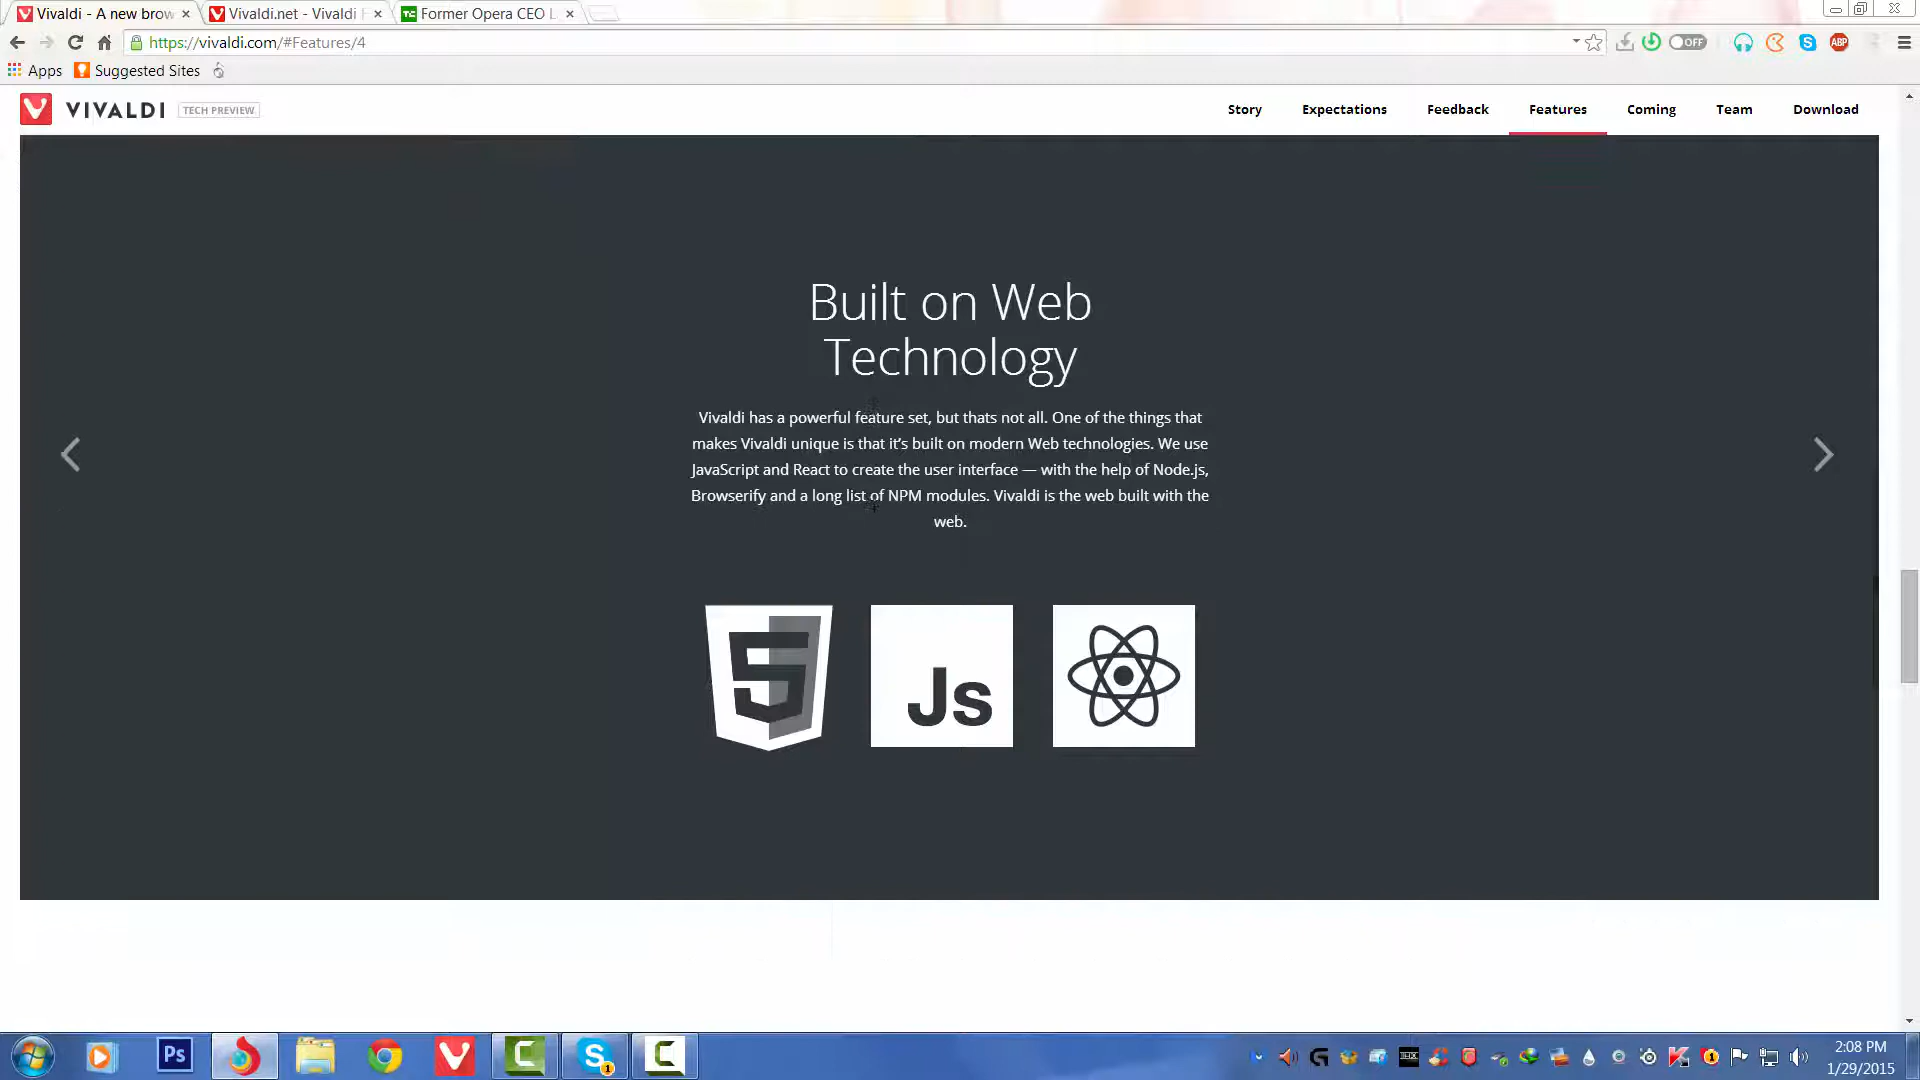 Vivaldi - A new brow
Vivaldi.net - Vivaldi F
Former Opera CEO L
https://vivaldi.com/#Features/4
OFF
ABP
Apps
Suggested Sites
VIVALDI
TECH PREVIEW
Story
Expectations
Feedback
Features
Coming
Team
Download
Built on Web
Technology
Vivaldi has a powerful feature set, but thats not all. One of the things that
makes Vivaldi unique is that it’s built on modern Web technologies. We use
JavaScript and React to create the user interface — with the help of Node.js,
Browserify and a long list of NPM modules. Vivaldi is the web built with the
web.
5
Js
Ps
1
1
2:08 PM
1/29/2015